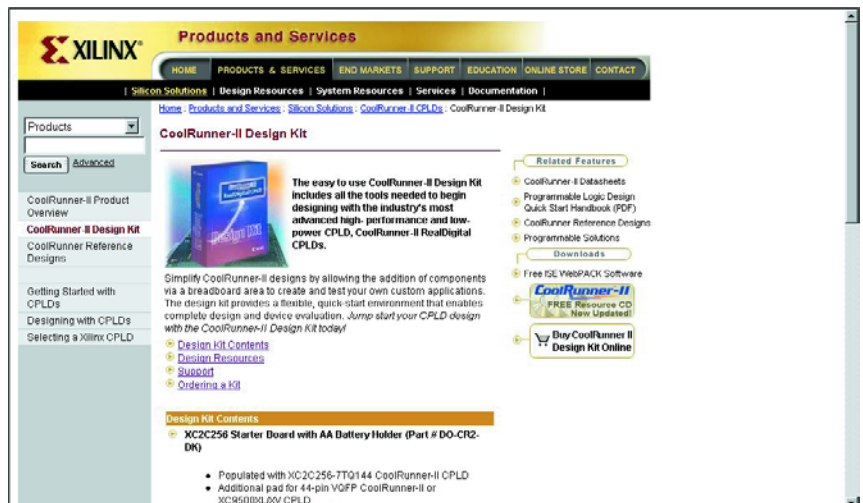 XILINX®
Products and Services
HOME PRODUCTS & SERVICES END MARKETS SUPPORT EDUCATION ONLINE STORE CONTACT
| Silicon Solutions | Design Resources | System Resources | Services | Documentation |
Home : Products and Services : Silicon Solutions : CoolRunner-II CPLDs : CoolRunner-II Design Kit
Products
Search Advanced
CoolRunner-II Product
Overview
CoolRunner-II Design Kit
CoolRunner Reference
Designs
Getting Started with
CPLDs
Designing with CPLDs
Selecting a Xilinx CPLD
CoolRunner-II Design Kit
Design Kit
The easy to use CoolRunner-II Design Kit
includes all the tools needed to begin
designing with the industry's most
advanced high- performance and low-
power CPLD, CoolRunner-II RealDigital
CPLDs.
Simplify CoolRunner-II designs by allowing the addition of components
via a breadboard area to create and test your own custom applications.
The design kit provides a flexible, quick-start environment that enables
complete design and device evaluation. Jump start your CPLD design
with the CoolRunner-II Design Kit today!
Design Kit Contents
Design Resources
Support
Ordering a Kit
Design Kit Contents
XC2C256 Starter Board with AA Battery Holder (Part # DO-CR2-
DK)
Populated with XC2C256-7TQ144 CoolRunner-II CPLD
Additional pad for 44-pin VQFP CoolRunner-II or
XC9500XL/XV CPLD
Related Features
CoolRunner-II Datasheets
Programmable Logic Design
Quick Start Handbook (PDF)
CoolRunner Reference Designs
Programmable Solutions
Downloads
Free ISE WebPACK Software
CoolRunner-II
FREE Resource CD
Now Updated!
Buy CoolRunner II
Design Kit Online